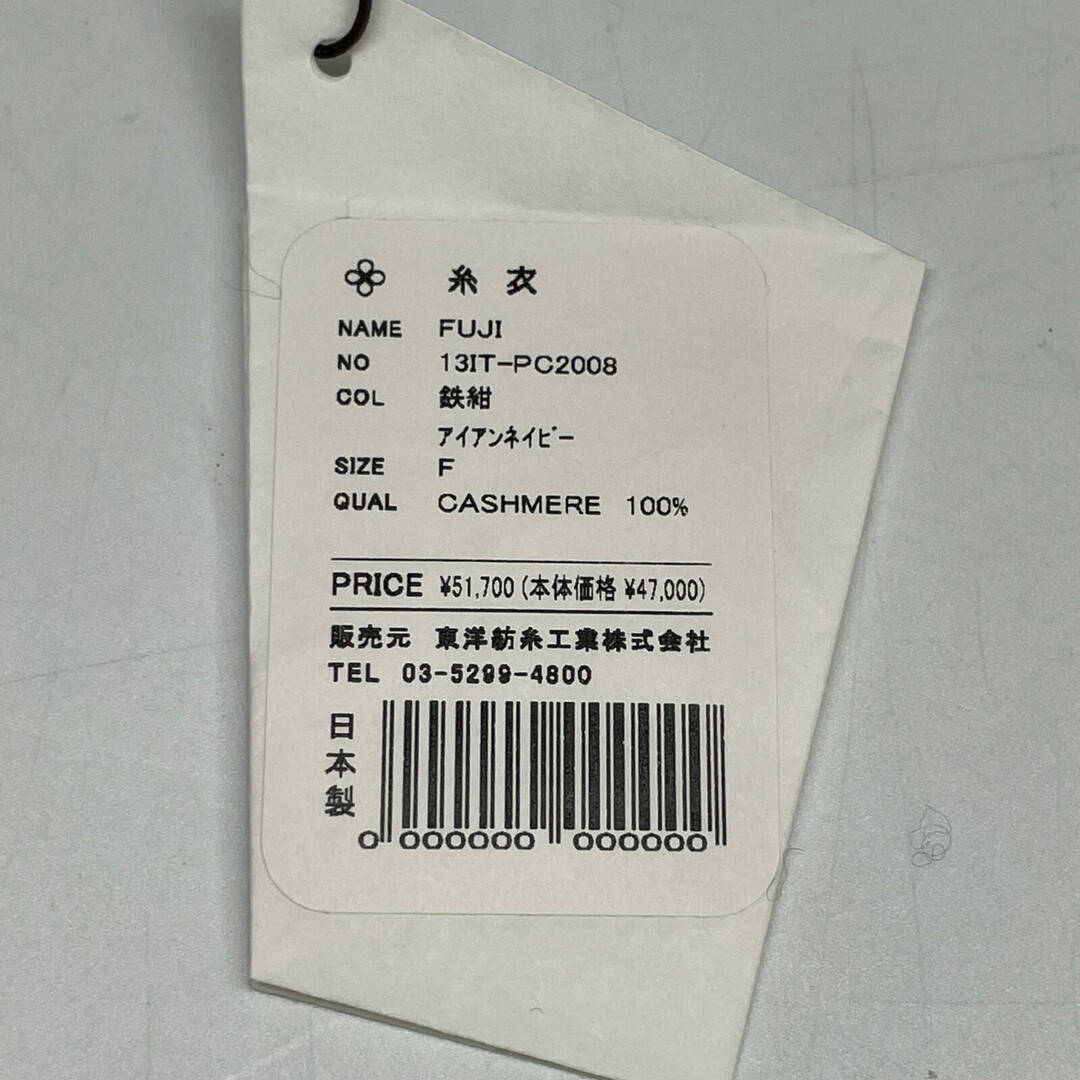 糸衣
NAME FUJI
NO 13IT-PC2008
COL 鉄紺
アイアンネイビー
SIZE F
QUAL CASHMERE 100%
PRICE ¥51,700(本体価格 ¥47,000)
販売元 東洋紡糸工業株式会社
TEL 03-5299-4800
日本製
0 000000 000000